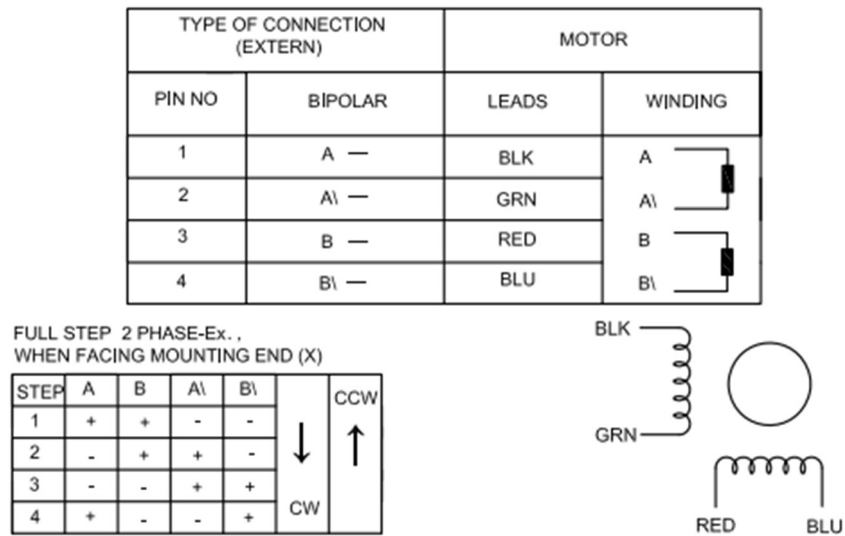 TYPE OF CONNECTION (EXTERN) MOTOR
PIN NO BIPOLAR LEADS WINDING
1 A — BLK A
2 A\ — GRN A\
3 B — RED B
4 B\ — BLU B\
FULL STEP 2 PHASE-Ex. ,
WHEN FACING MOUNTING END (X)
STEP A B A\ B\ CCW
1 + + - -
2 - + + -
3 - - + +
4 + - - + CW
BLK
GRN
RED BLU